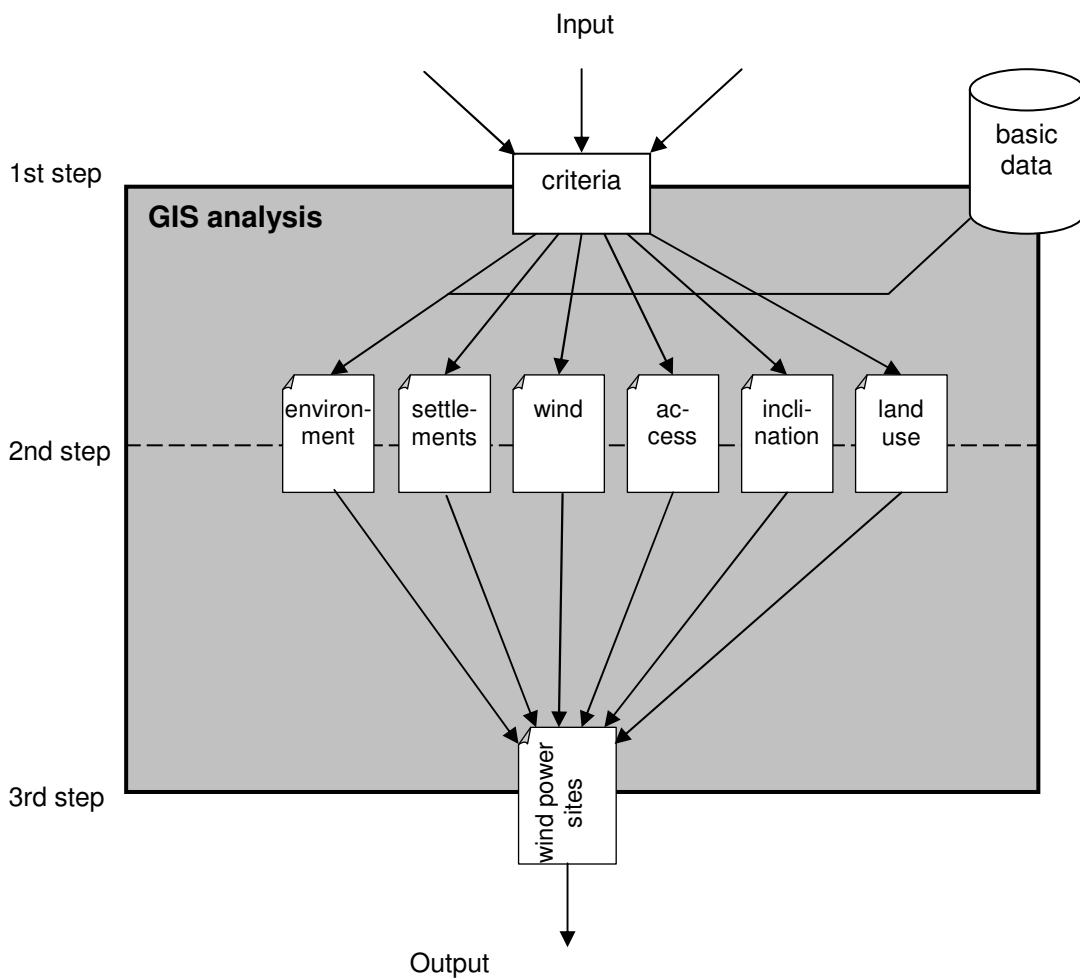 Input
basic
data
1st step
criteria
GIS analysis
environ-
ment
settle-
ments
wind
ac-
cess
incli-
nation
land
use
2nd step
wind power
sites
3rd step
Output